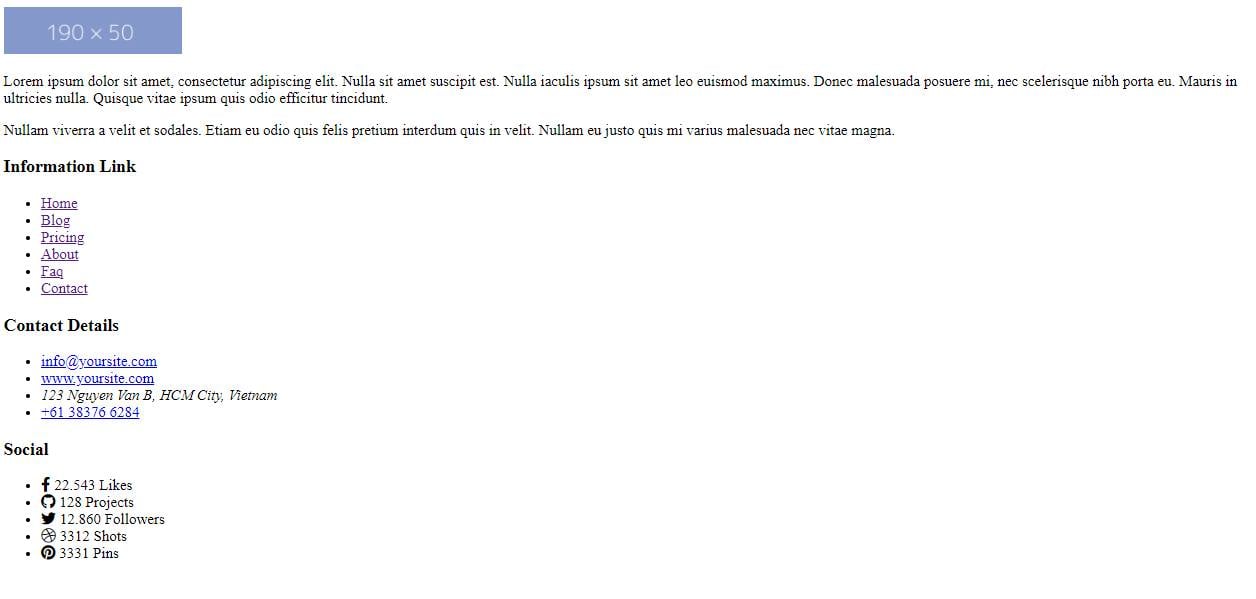 190 × 50
Lorem ipsum dolor sit amet, consectetur adipiscing elit. Nulla sit amet suscipit est. Nulla iaculis ipsum sit amet leo euismod maximus. Donec malesuada posuere mi, nec scelerisque nibh porta eu. Mauris in
ultricies nulla. Quisque vitae ipsum quis odio efficitur tincidunt.
Nullam viverra a velit et sodales. Etiam eu odio quis felis pretium interdum quis in velit. Nullam eu justo quis mi varius malesuada nec vitae magna.
Information Link
Home
Blog
Pricing
About
Faq
Contact
Contact Details
info@yoursite.com
www.yoursite.com
123 Nguyen Van B, HCM City, Vietnam
+61 38376 6284
Social
22.543 Likes
128 Projects
12.860 Followers
3312 Shots
3331 Pins